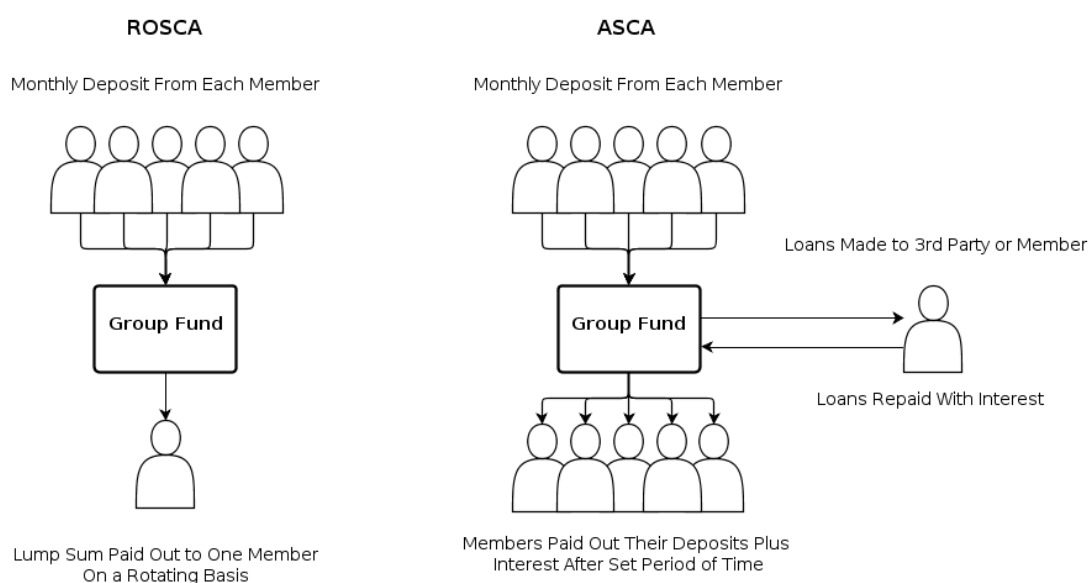 ROSCA
Monthly Deposit From Each Member
Group Fund
Lump Sum Paid Out to One Member
On a Rotating Basis
ASCA
Monthly Deposit From Each Member
Group Fund
Loans Made to 3rd Party or Member
Loans Repaid With Interest
Members Paid Out Their Deposits Plus
Interest After Set Period of Time